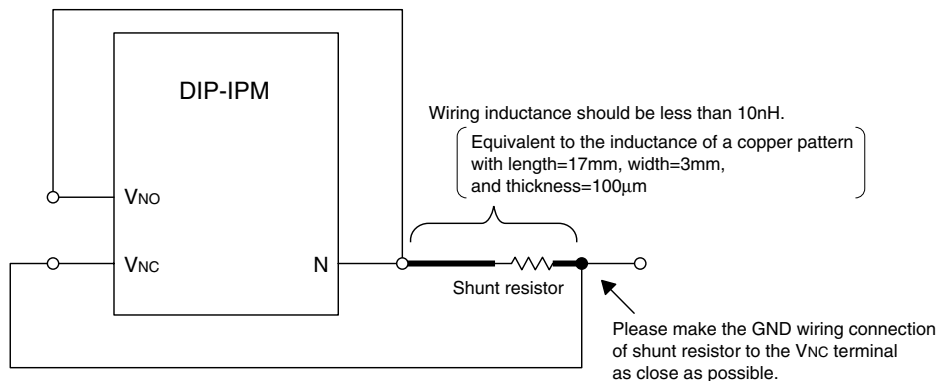 DIP-IPM
Wiring inductance should be less than 10nH.
Equivalent to the inductance of a copper pattern
with length=17mm, width=3mm,
and thickness=100μm
VNO
VNC
N
Shunt resistor
Please make the GND wiring connection
of shunt resistor to the VNC terminal
as close as possible.